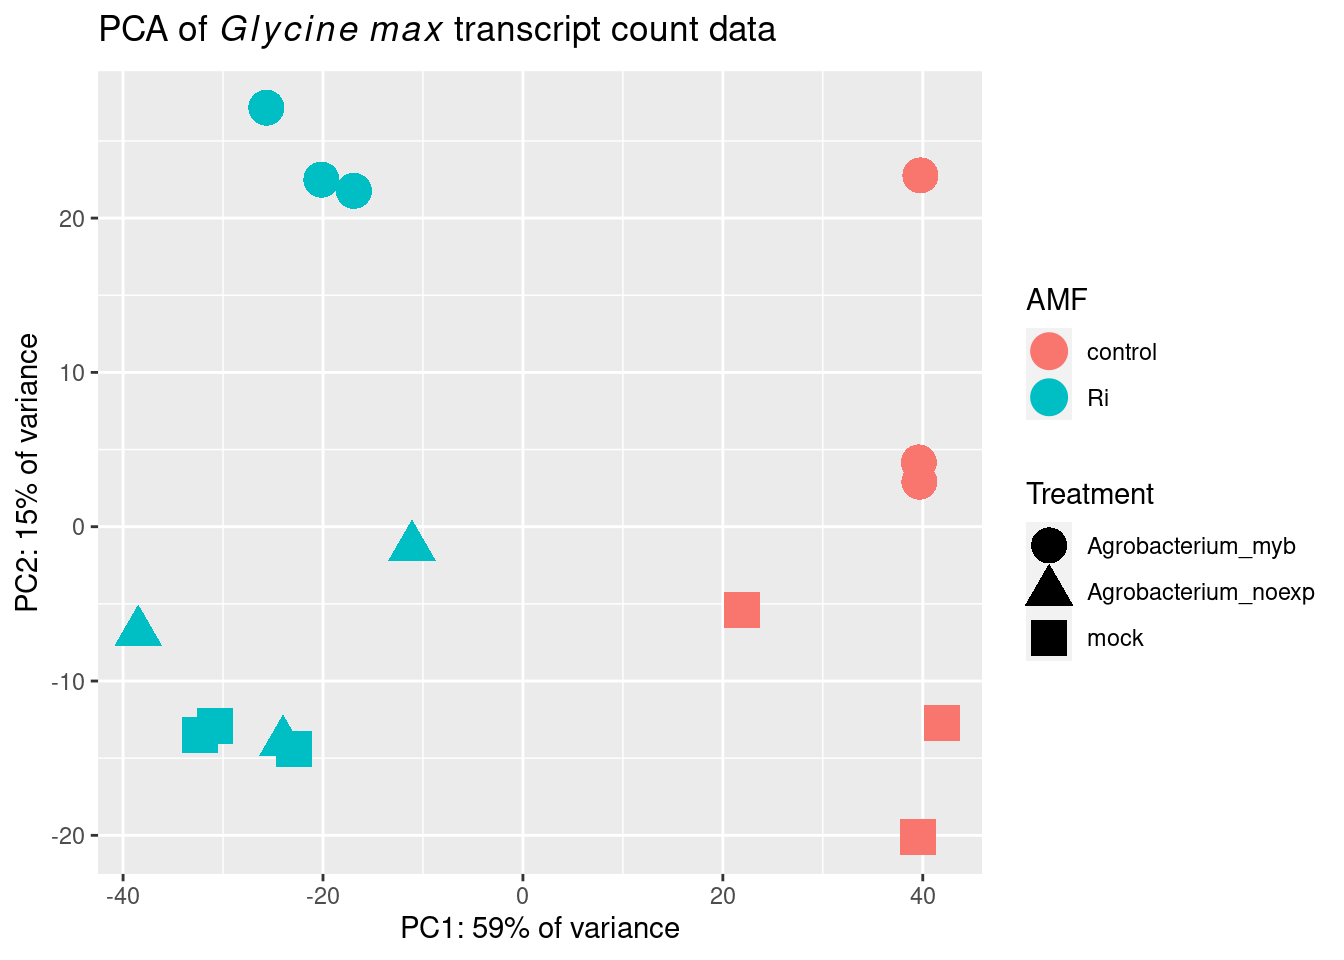 PCA of Glycine max transcript count data
20
10
0
-10
-20
PC2: 15% of variance
-40
-20
0
20
40
PC1: 59% of variance
AMF
control
Ri
Treatment
Agrobacterium_myb
Agrobacterium_noexp
mock